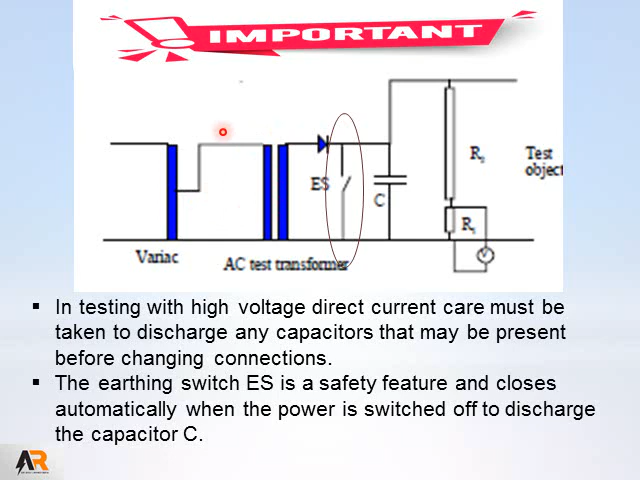 IMPORTANT
ES
C
R₂
R₁
Test
object
V
Variac
AC test transformer
In testing with high voltage direct current care must be
taken to discharge any capacitors that may be present
before changing connections.
The earthing switch ES is a safety feature and closes
automatically when the power is switched off to discharge
the capacitor C.
AR